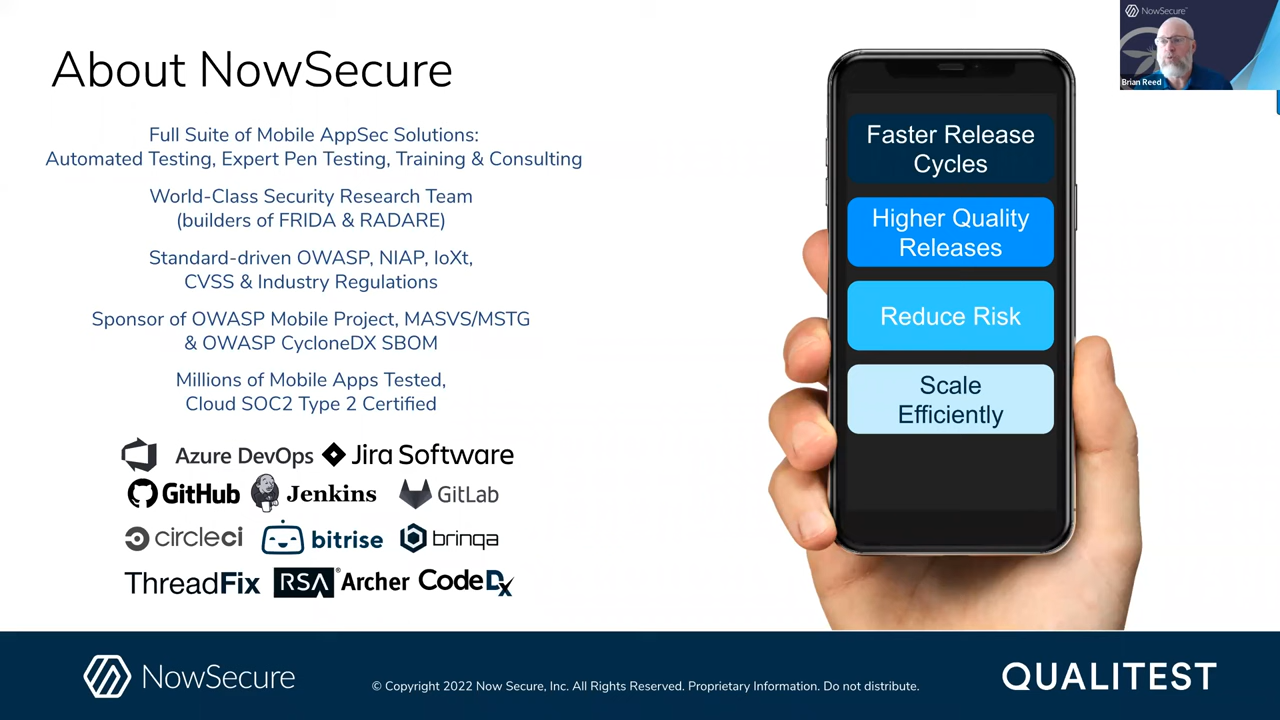 About NowSecure
Full Suite of Mobile AppSec Solutions:
Automated Testing, Expert Pen Testing, Training & Consulting
World-Class Security Research Team
(builders of FRIDA & RADARE)
Standard-driven OWASP, NIAP, IoXt,
CVSS & Industry Regulations
Sponsor of OWASP Mobile Project, MASVS/MSTG
& OWASP CycloneDX SBOM
Millions of Mobile Apps Tested,
Cloud SOC2 Type 2 Certified
Azure DevOps Jira Software
GitHub Jenkins GitLab
circleci bitrise brinqa
ThreadFix RSA® Archer CodeDx
Faster Release
Cycles
Higher Quality
Releases
Reduce Risk
Scale
Efficiently
NowSecure™
Brian Reed
NowSecure
© Copyright 2022 Now Secure, Inc. All Rights Reserved. Proprietary Information. Do not distribute.
QUALITEST